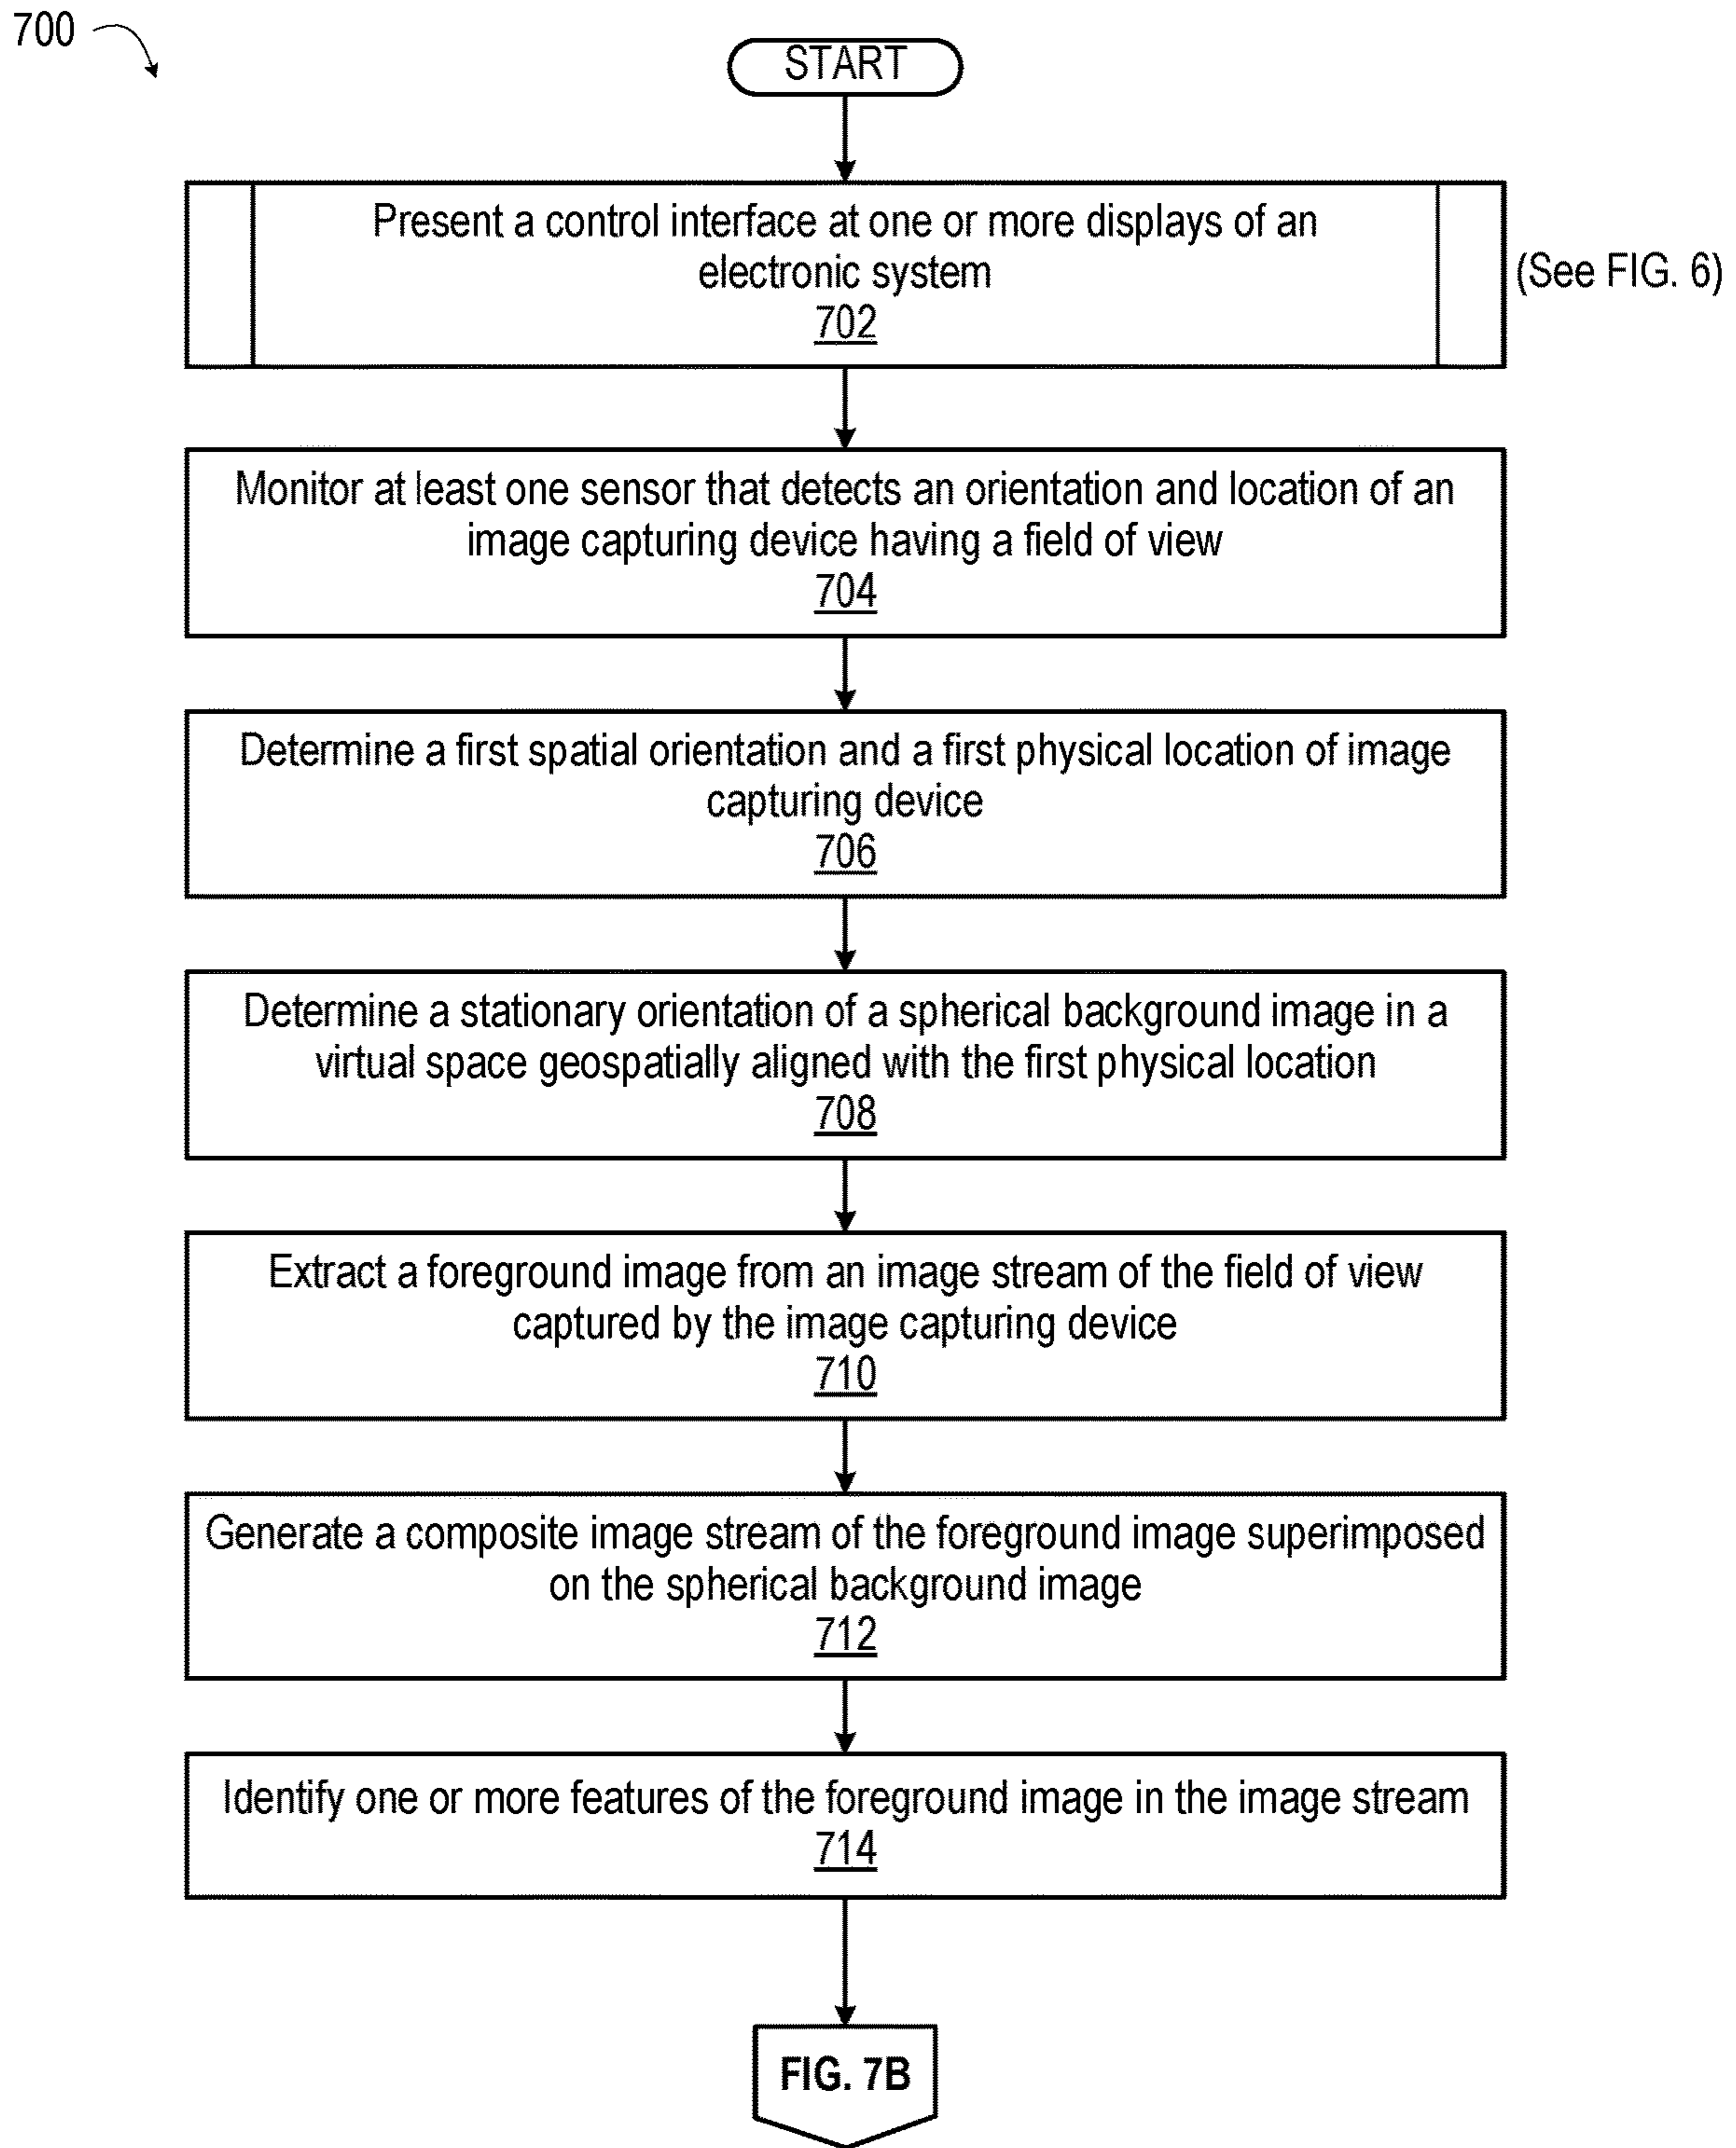 700
START
Present a control interface at one or more displays of an
electronic system
702
(See FIG. 6)
Monitor at least one sensor that detects an orientation and location of an
image capturing device having a field of view
704
Determine a first spatial orientation and a first physical location of image
capturing device
706
Determine a stationary orientation of a spherical background image in a
virtual space geospatially aligned with the first physical location
708
Extract a foreground image from an image stream of the field of view
captured by the image capturing device
710
Generate a composite image stream of the foreground image superimposed
on the spherical background image
712
Identify one or more features of the foreground image in the image stream
714
FIG. 7B